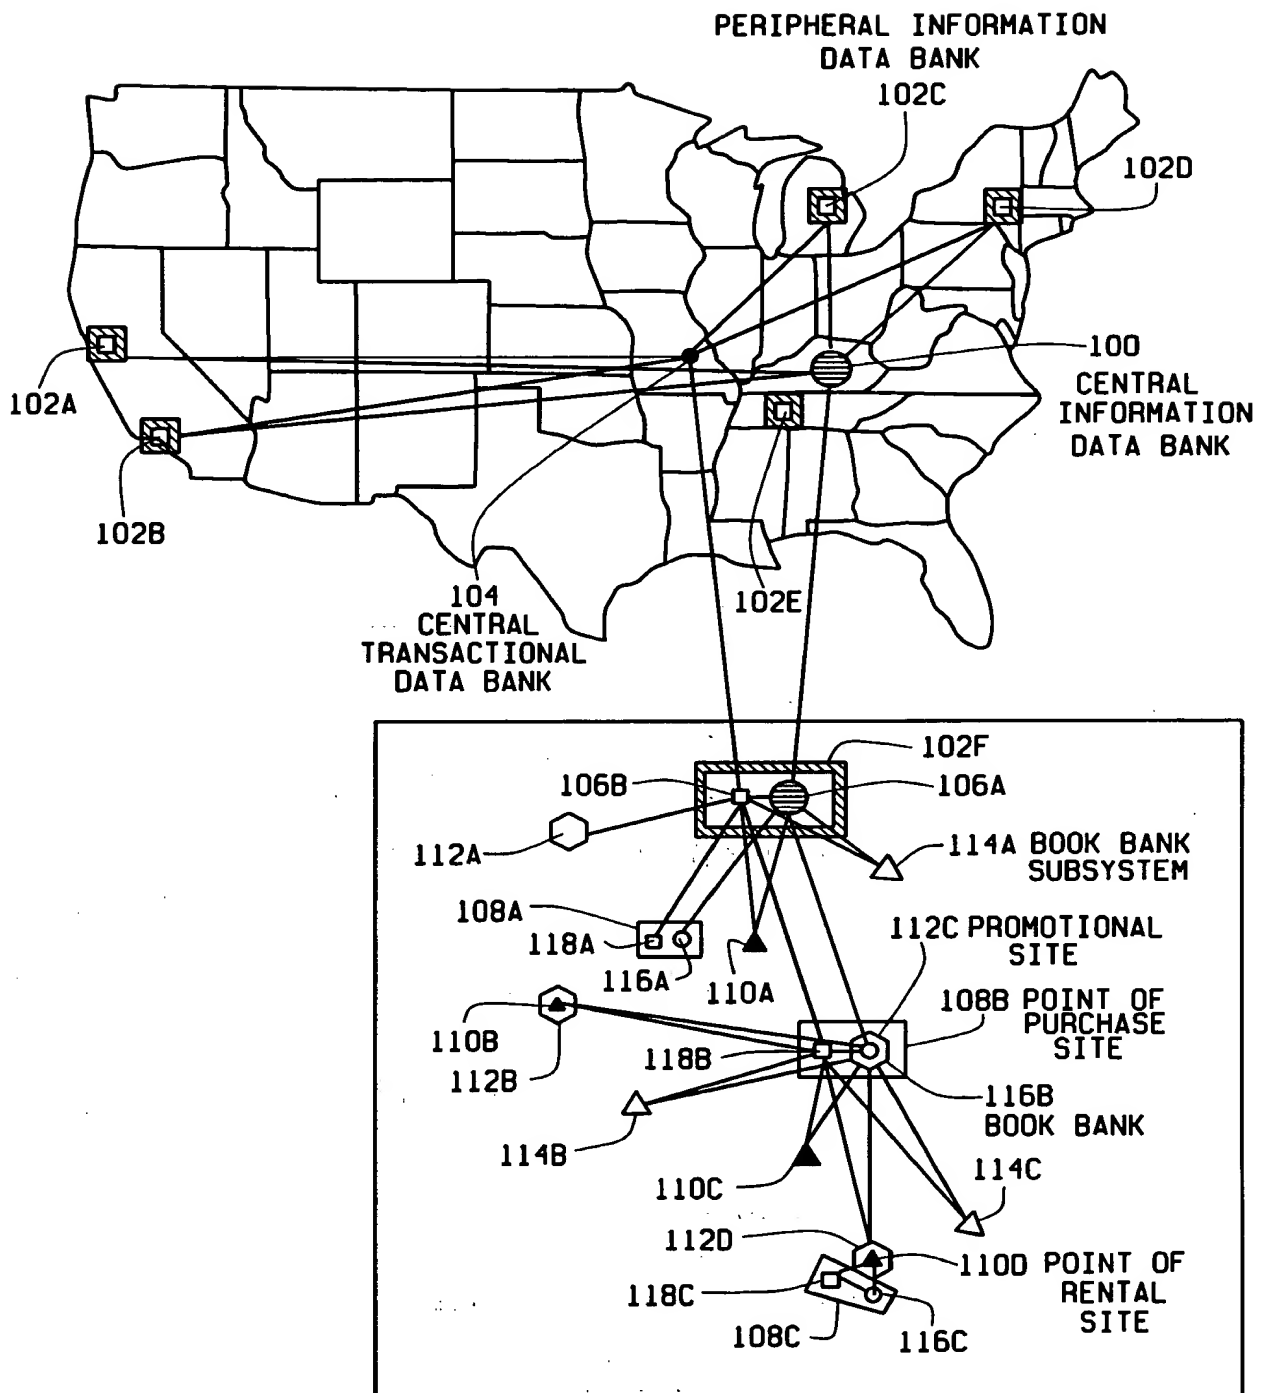 PERIPHERAL INFORMATION
DATA BANK
102C
102D
100
CENTRAL
INFORMATION
DATA BANK
102A
102B
102E
104
CENTRAL
TRANSACTIONAL
DATA BANK
102F
106B
106A
112A
114A BOOK BANK
SUBSYSTEM
108A
118A
116A
110A
112C PROMOTIONAL
SITE
108B POINT OF
PURCHASE
SITE
110B
112B
118B
116B
BOOK BANK
114B
110C
114C
112D
110D POINT OF
RENTAL
SITE
118C
108C
116C